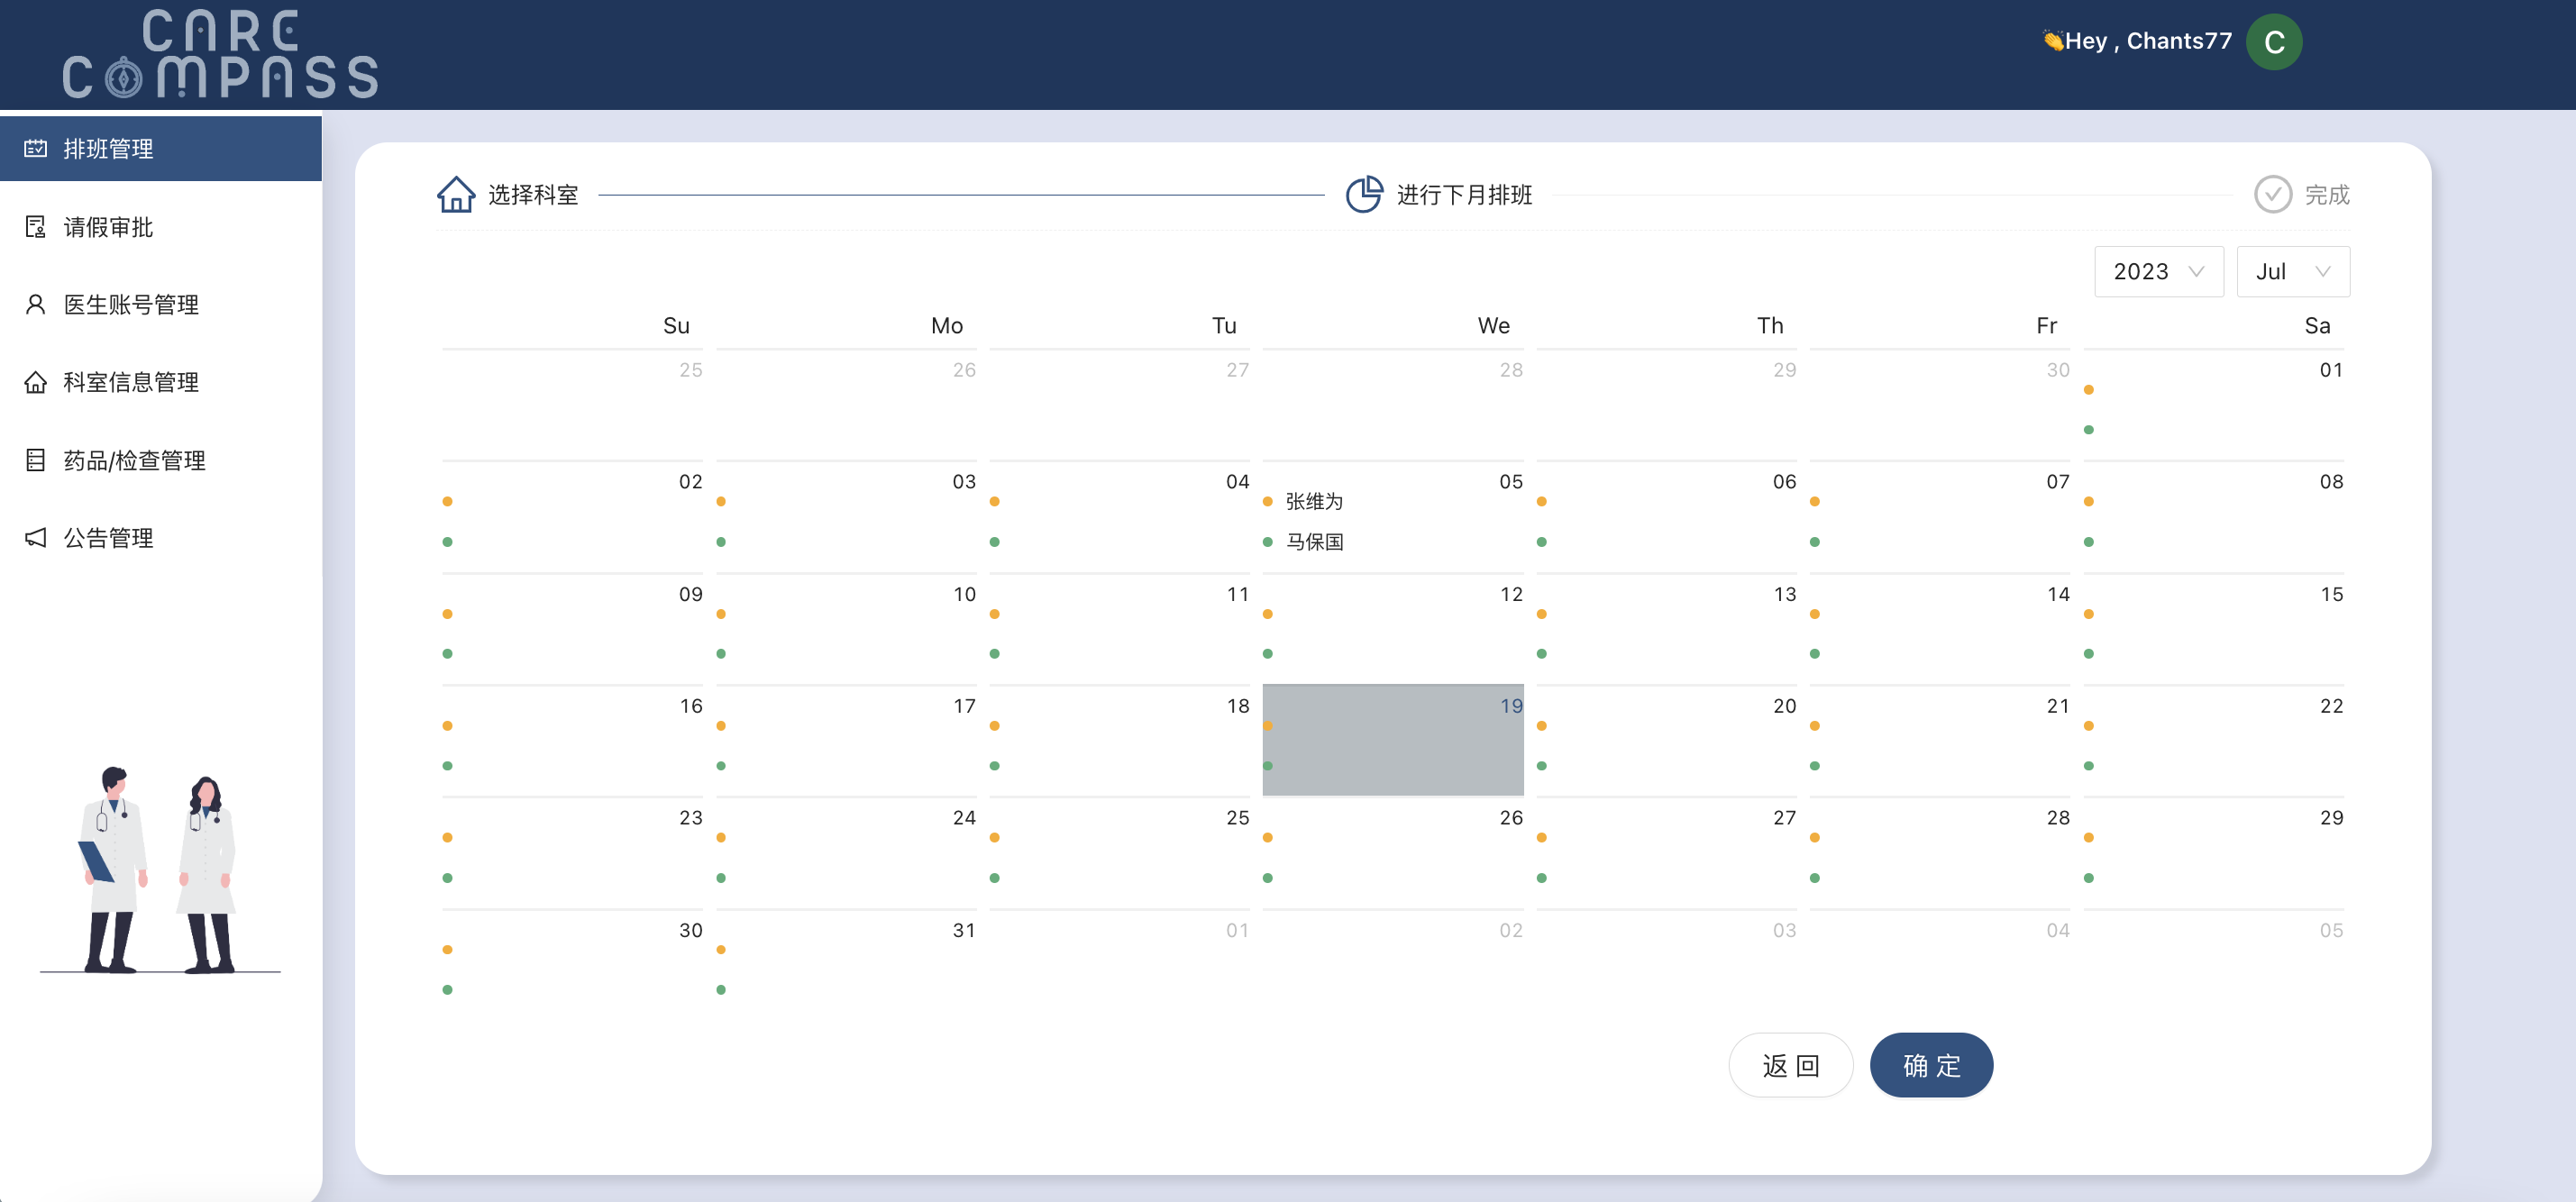 CARE
COMPASS
👏Hey , Chants77
C
排班管理
请假审批
医生账号管理
科室信息管理
药品/检查管理
公告管理
选择科室
进行下月排班
完成
2023
Jul
Su Mo Tu We Th Fr Sa
25 26 27 28 29 30 01
02 03 04 05 06 07 08
张维为
马保国
09 10 11 12 13 14 15
16 17 18 19 20 21 22
23 24 25 26 27 28 29
30 31 01 02 03 04 05
返 回
确 定